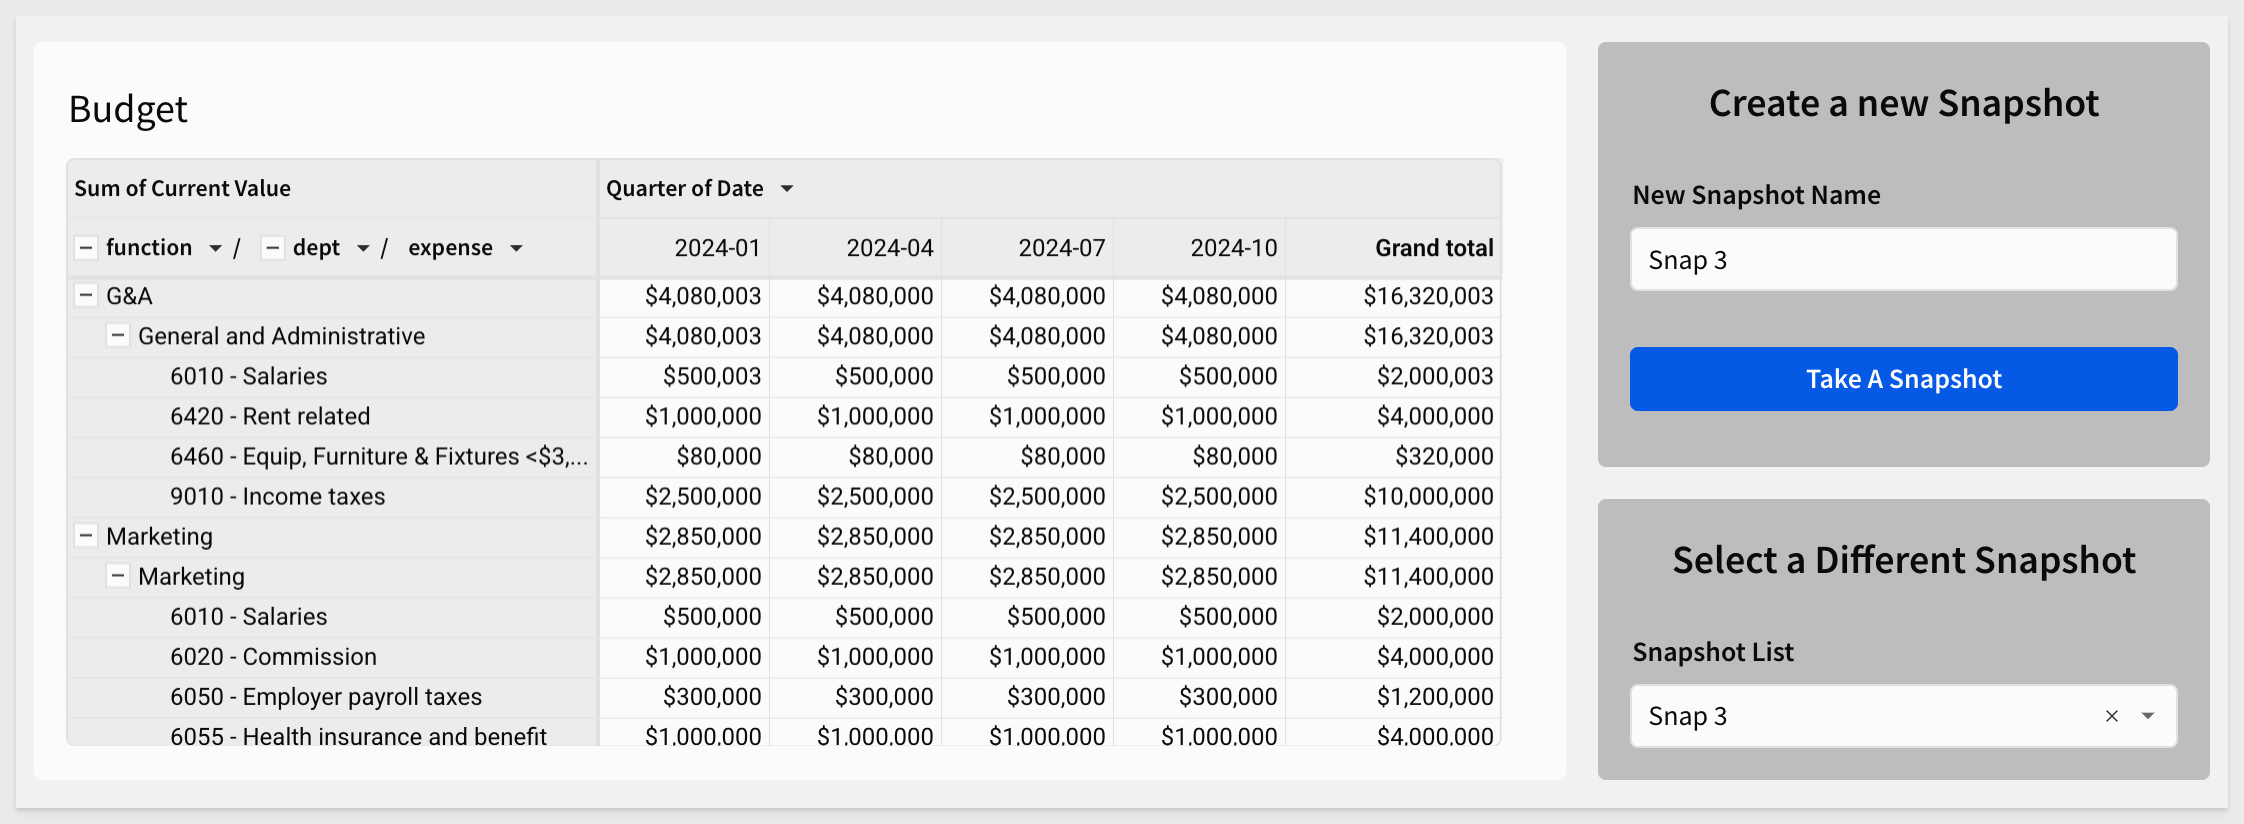 Budget
Sum of Current Value Quarter of Date
function / dept / expense 2024-01 2024-04 2024-07 2024-10 Grand total
G&A $4,080,003 $4,080,000 $4,080,000 $4,080,000 $16,320,003
General and Administrative $4,080,003 $4,080,000 $4,080,000 $4,080,000 $16,320,003
6010 - Salaries $500,003 $500,000 $500,000 $500,000 $2,000,003
6420 - Rent related $1,000,000 $1,000,000 $1,000,000 $1,000,000 $4,000,000
6460 - Equip, Furniture & Fixtures <$3,... $80,000 $80,000 $80,000 $80,000 $320,000
9010 - Income taxes $2,500,000 $2,500,000 $2,500,000 $2,500,000 $10,000,000
Marketing $2,850,000 $2,850,000 $2,850,000 $2,850,000 $11,400,000
Marketing $2,850,000 $2,850,000 $2,850,000 $2,850,000 $11,400,000
6010 - Salaries $500,000 $500,000 $500,000 $500,000 $2,000,000
6020 - Commission $1,000,000 $1,000,000 $1,000,000 $1,000,000 $4,000,000
6050 - Employer payroll taxes $300,000 $300,000 $300,000 $300,000 $1,200,000
6055 - Health insurance and benefit $1,000,000 $1,000,000 $1,000,000 $1,000,000 $4,000,000
Create a new Snapshot
New Snapshot Name
Snap 3
Take A Snapshot
Select a Different Snapshot
Snapshot List
Snap 3